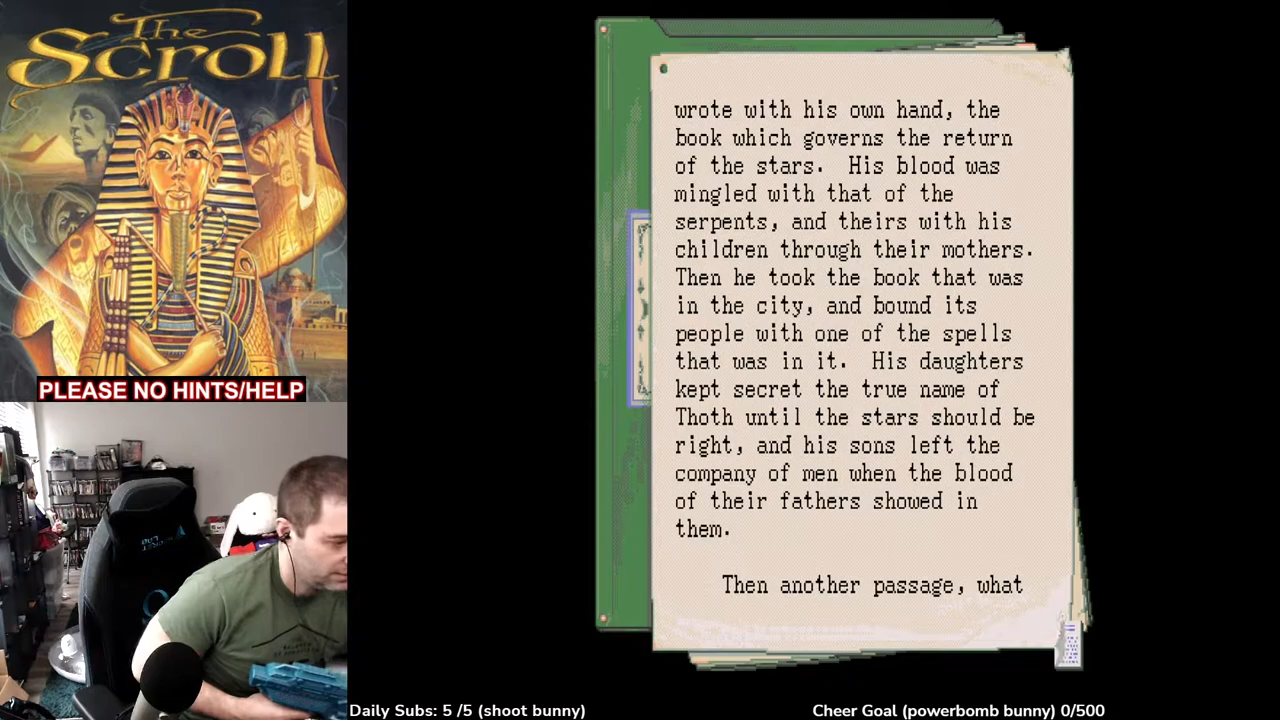 The
Scroll
PLEASE NO HINTS/HELP
wrote with his own hand, the
book which governs the return
of the stars.  His blood was
mingled with that of the
serpents, and theirs with his
children through their mothers.
Then he took the book that was
in the city, and bound its
people with one of the spells
that was in it.  His daughters
kept secret the true name of
Thoth until the stars should be
right, and his sons left the
company of men when the blood
of their fathers showed in
them.
Then another passage, what
Daily Subs: 5 /5 (shoot bunny)
Cheer Goal (powerbomb bunny) 0/500